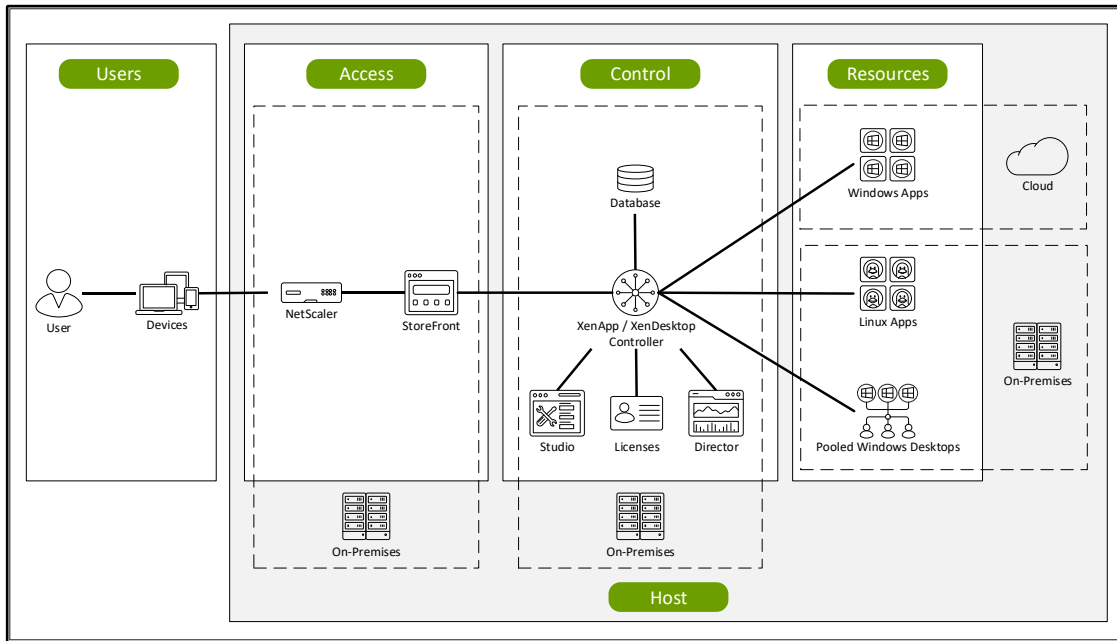 Users
Access
Control
Resources
User
Devices
NetScaler
StoreFront
Database
XenApp / XenDesktop
Controller
Studio
Licenses
Director
Windows Apps
Cloud
Linux Apps
On-Premises
Pooled Windows Desktops
On-Premises
On-Premises
Host